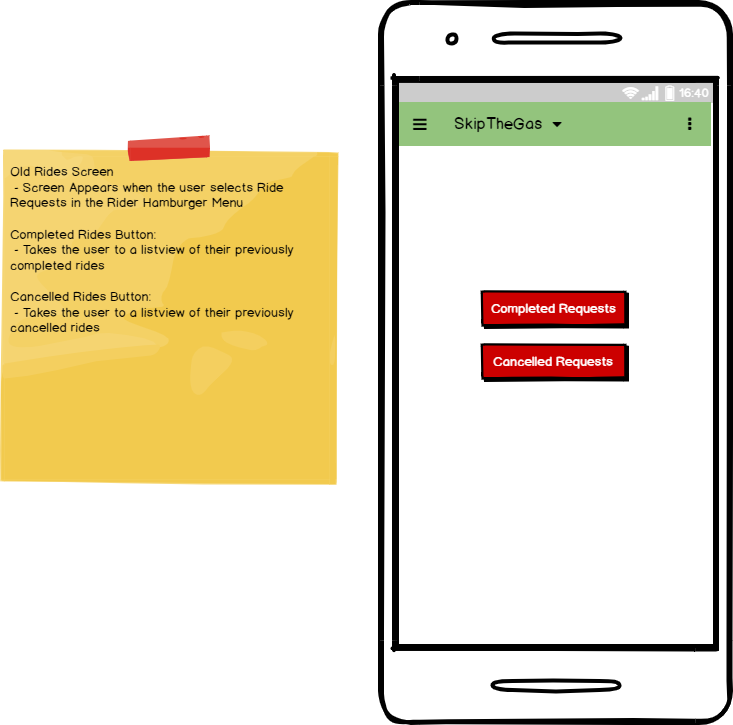 Old Rides Screen
- Screen Appears when the user selects Ride
Requests in the Rider Hamburger Menu
Completed Rides Button:
- Takes the user to a listview of their previously
completed rides
Cancelled Rides Button:
- Takes the user to a listview of their previously
cancelled rides
16:40
SkipTheGas
Completed Requests
Cancelled Requests